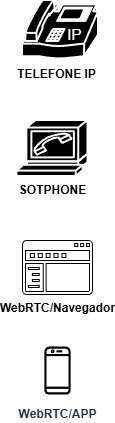 IP
TELEFONE IP
SOTPHONE
WebRTC/Navegador
WebRTC/APP